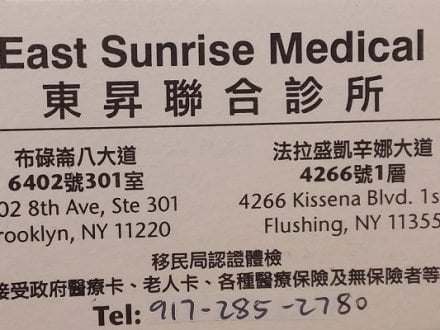 East Sunrise Medical
東昇聯合診所
布碌崙八大道
6402號301室
02 8th Ave, Ste 301
rooklyn, NY 11220
法拉盛凱辛娜大道
4266號1層
4266 Kissena Blvd. 1s
Flushing, NY 11355
移民局認證體檢
接受政府醫療卡、老人卡、各種醫療保險及無保險者等
Tel: 917-285-2780